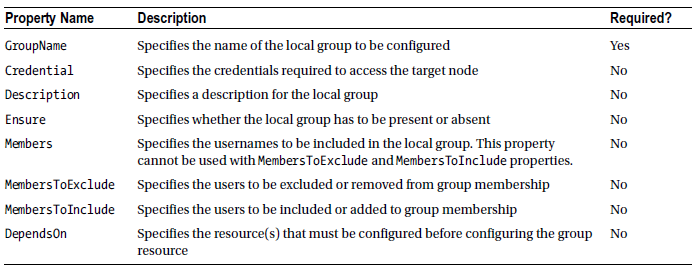 Property Name Description Required?
GroupName Specifies the name of the local group to be configured Yes
Credential Specifies the credentials required to access the target node No
Description Specifies a description for the local group No
Ensure Specifies whether the local group has to be present or absent No
Members Specifies the usernames to be included in the local group. This property No
cannot be used with MembersToExclude and MembersToInclude properties.
MembersToExclude Specifies the users to be excluded or removed from group membership No
MembersToInclude Specifies the users to be included or added to group membership No
DependsOn Specifies the resource(s) that must be configured before configuring the group No
resource